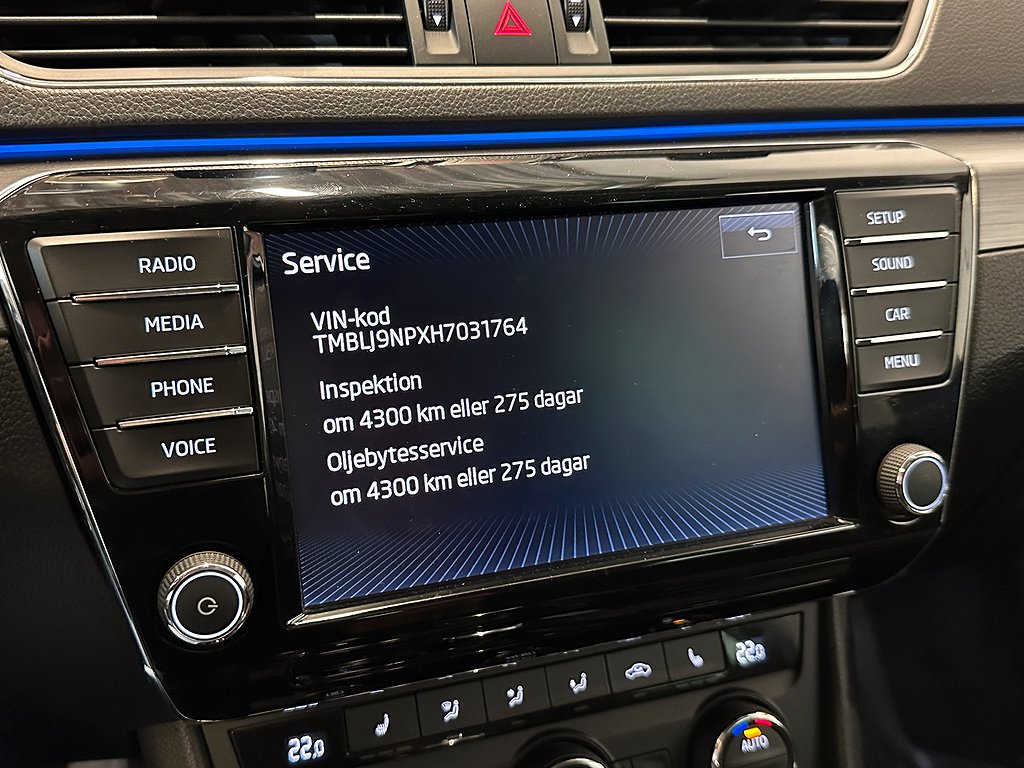 RADIO
MEDIA
PHONE
VOICE
Service
VIN-kod
TMBLJ9NPXH7031764
Inspektion
om 4300 km eller 275 dagar
Oljebytesservice
om 4300 km eller 275 dagar
SETUP
SOUND
CAR
MENU
22.0
22.0
AUTO